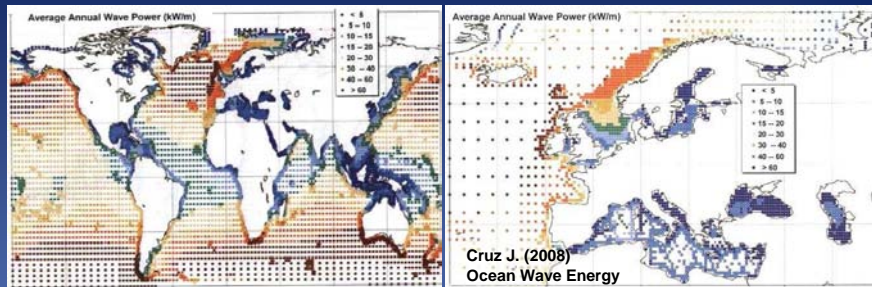 Average Annual Wave Power (kW/m)
< 5
5 – 10
10 – 15
15 – 20
20 – 30
30 – 40
40 – 60
> 60
Average Annual Wave Power (kW/m)
< 5
5 – 10
10 – 15
15 – 20
20 – 30
30 – 40
40 – 60
> 60
Cruz J. (2008)
Ocean Wave Energy